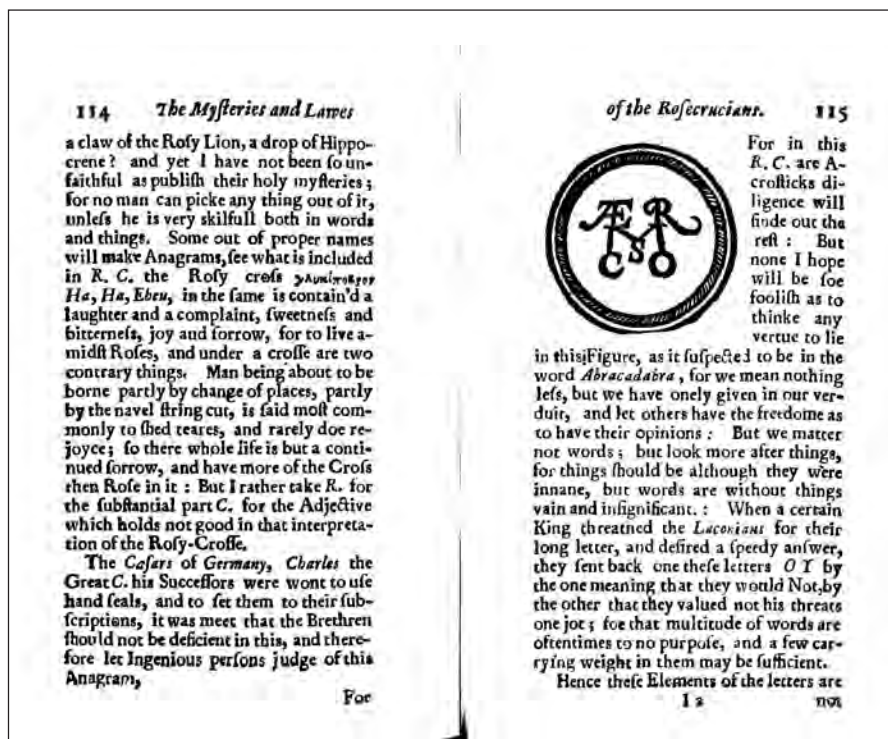 114 The Myſteries and Lawes
a claw of the Roſy Lion, a drop of Hippo-
crene? and yet I have not been ſo un-
faithful as publiſh their holy myſteries;
for no man can picke any thing out of it,
unleſs he is very skilfull both in words
and things. Some out of proper names
will make Anagrams, ſee what is included
in R. C. the Roſy croſs
Ha, Ha, Eheu, in the ſame is contain'd a
laughter and a complaint, ſweetneſs and
bitterneſs, joy and ſorrow, for to live a-
midſt Roſes, and under a croſſe are two
contrary things. Man being about to be
borne partly by change of places, partly
by the navel ſtring cut, is ſaid moſt com-
monly to ſhed teares, and rarely doe re-
joyce; ſo there whole life is but a conti-
nued ſorrow, and have more of the Croſs
then Roſe in it: But I rather take R. for
the ſubſtantial part C. for the Adjective
which holds not good in that interpreta-
tion of the Roſy-Croſſe.
The Caſars of Germany, Charles the
Great C. his Succeſſors were wont to uſe
hand ſeals, and to ſet them to their ſub-
ſcriptions, it was meet that the Brethren
ſhould not be deficient in this, and there-
fore let Ingenious perſons judge of this
Anagram,
For
of the Roſecrucians. 115
Æ R
C S O
For in this
R. C. are A-
croſticks di-
ligence will
finde out the
reſt: But
none I hope
will be ſoe
fooliſh as to
thinke any
vertue to lie
in this Figure, as it ſuſpected to be in the
word Abracadabra, for we mean nothing
leſs, but we have onely given in our ver-
duit, and let others have the freedome as
to have their opinions: But we matter
not words; but look more after things,
for things ſhould be although they were
innane, but words are without things
vain and inſignificant.: When a certain
King threatned the Laconians for their
long letter, and deſired a ſpeedy anſwer,
they ſent back one theſe letters O Y by
the one meaning that they would Not, by
the other that they valued not his threats
one jot; foe that multitude of words are
oftentimes to no purpoſe, and a few car-
rying weight in them may be ſufficient.
Hence theſe Elements of the letters are
I 2 not